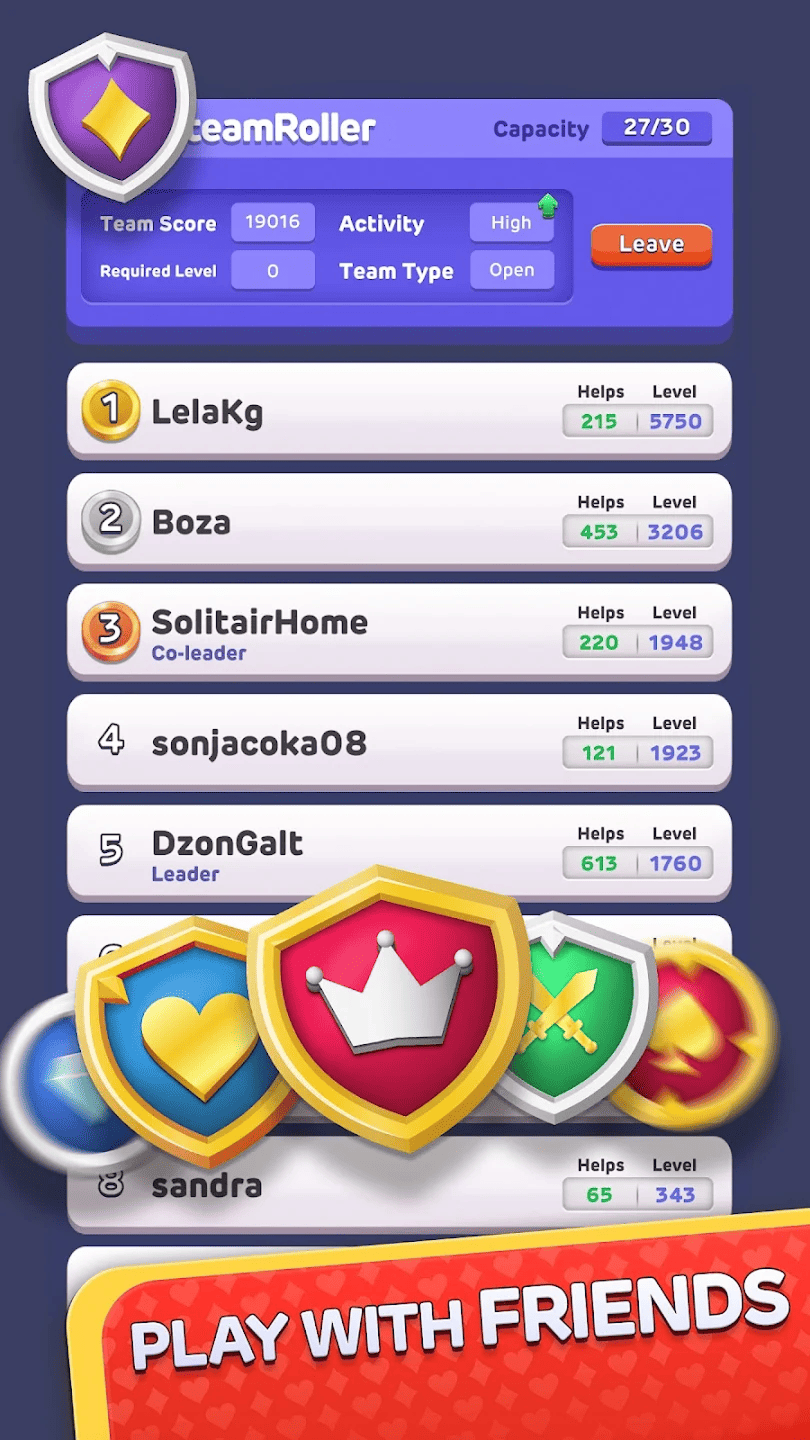 teamRoller
Capacity 27/30
Team Score 19016 Activity High
Leave
Required Level 0 Team Type Open
Helps Level
1 LelaKg
215 5750
Helps Level
2 Boza
453 3206
Helps Level
3 SolitairHome
220 1948
Co-leader
Helps Level
4 sonjacoka08
121 1923
Helps Level
5 DzonGalt
613 1760
Leader
Helps Level
8 sandra
65 343
PLAY WITH FRIENDS